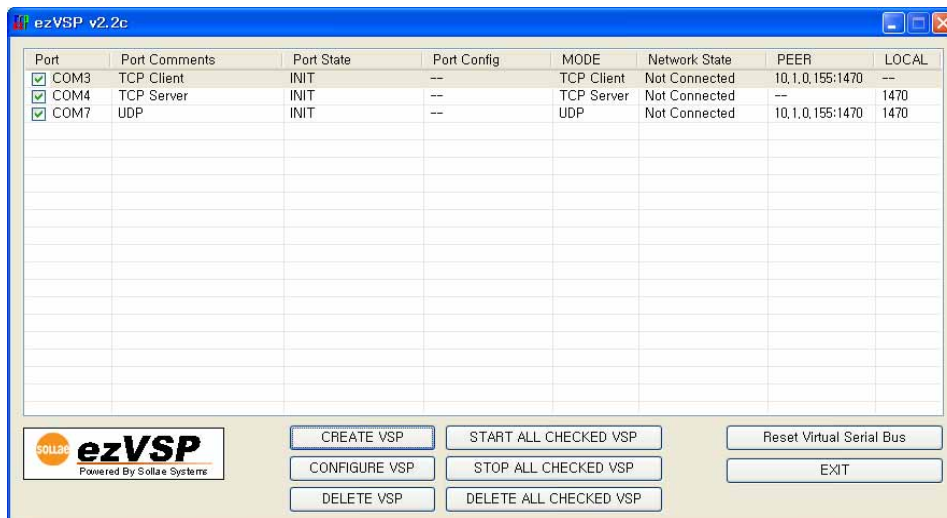 ezVSP v2.2c
Port Port Comments Port State Port Config MODE Network State PEER LOCAL
COM3 TCP Client INIT -- TCP Client Not Connected 10,1,0,155:1470 --
COM4 TCP Server INIT -- TCP Server Not Connected -- 1470
COM7 UDP INIT -- UDP Not Connected 10,1,0,155:1470 1470
CREATE VSP START ALL CHECKED VSP Reset Virtual Serial Bus
SOLLAE ezVSP
Powered By Sollae Systems
CONFIGURE VSP STOP ALL CHECKED VSP EXIT
DELETE VSP DELETE ALL CHECKED VSP